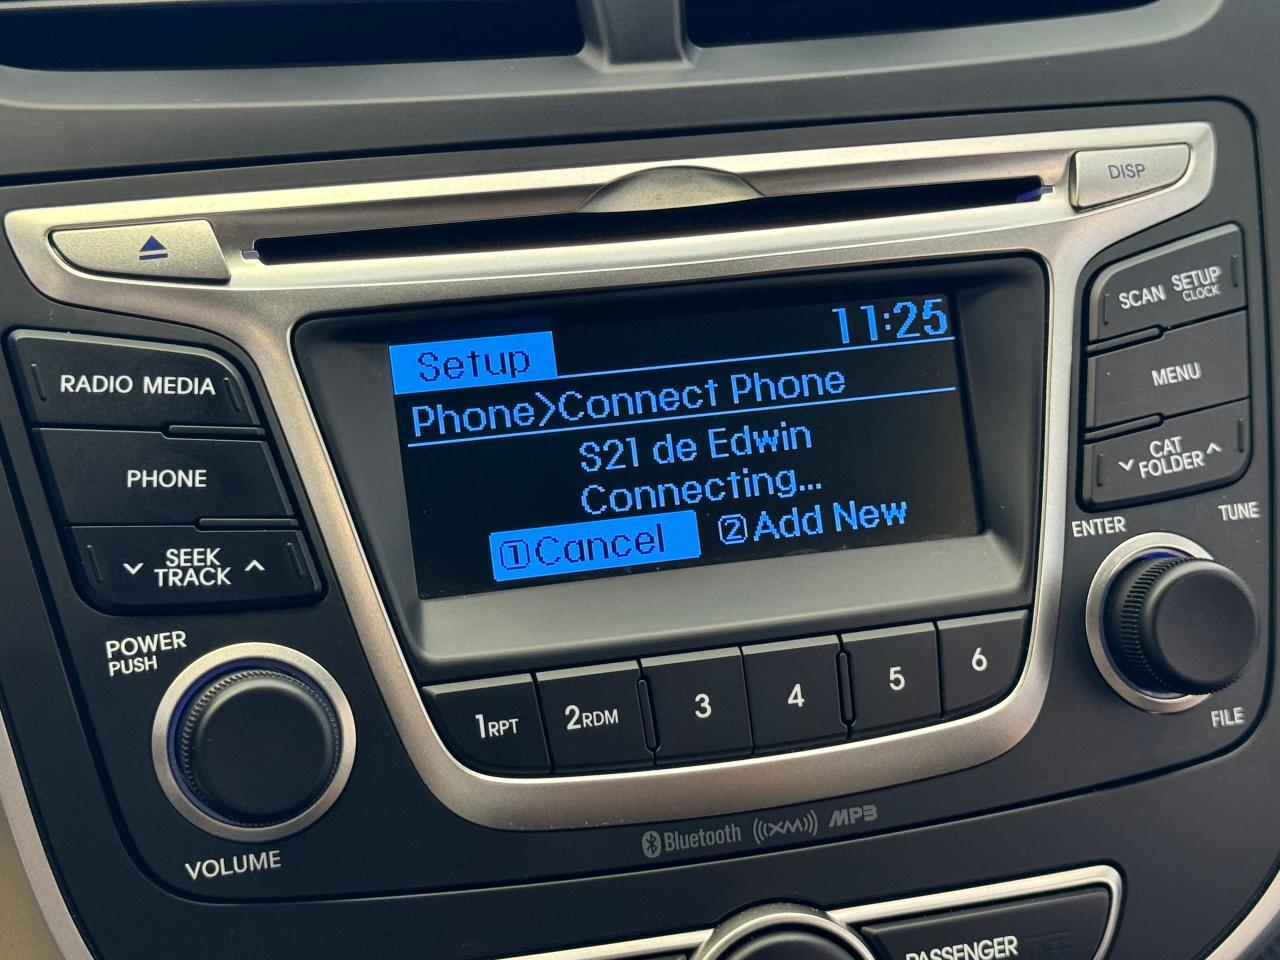 DISP
SCAN SETUP
CLOCK
RADIO MEDIA
MENU
PHONE
CAT
FOLDER
SEEK
TRACK
Setup 11:25
Phone>Connect Phone
S21 de Edwin
Connecting...
1Cancel 2Add New
ENTER
TUNE
POWER
PUSH
1RPT 2RDM 3 4 5 6
FILE
VOLUME
Bluetooth ((XM)) MP3
PASSENGER